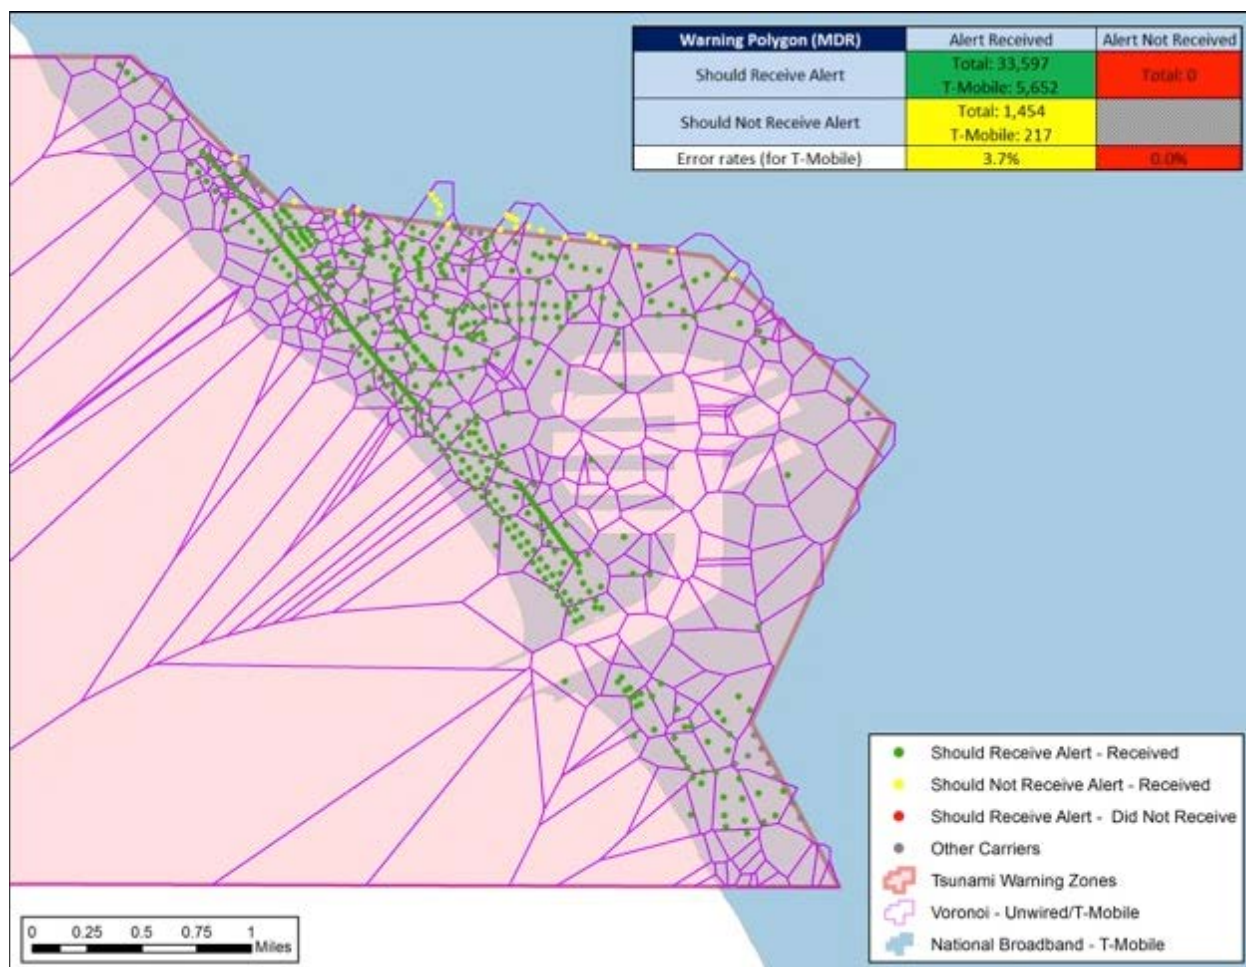 Warning Polygon (MDR) Alert Received Alert Not Received
Should Receive Alert Total: 33,597 T-Mobile: 5,652 Total: 0
Should Not Receive Alert Total: 1,454 T-Mobile: 217
Error rates (for T-Mobile) 3.7% 0.0%
Should Receive Alert - Received
Should Not Receive Alert - Received
Should Receive Alert - Did Not Receive
Other Carriers
Tsunami Warning Zones
Voronoi - Unwired/T-Mobile
National Broadband - T-Mobile
0 0.25 0.5 0.75 1
Miles